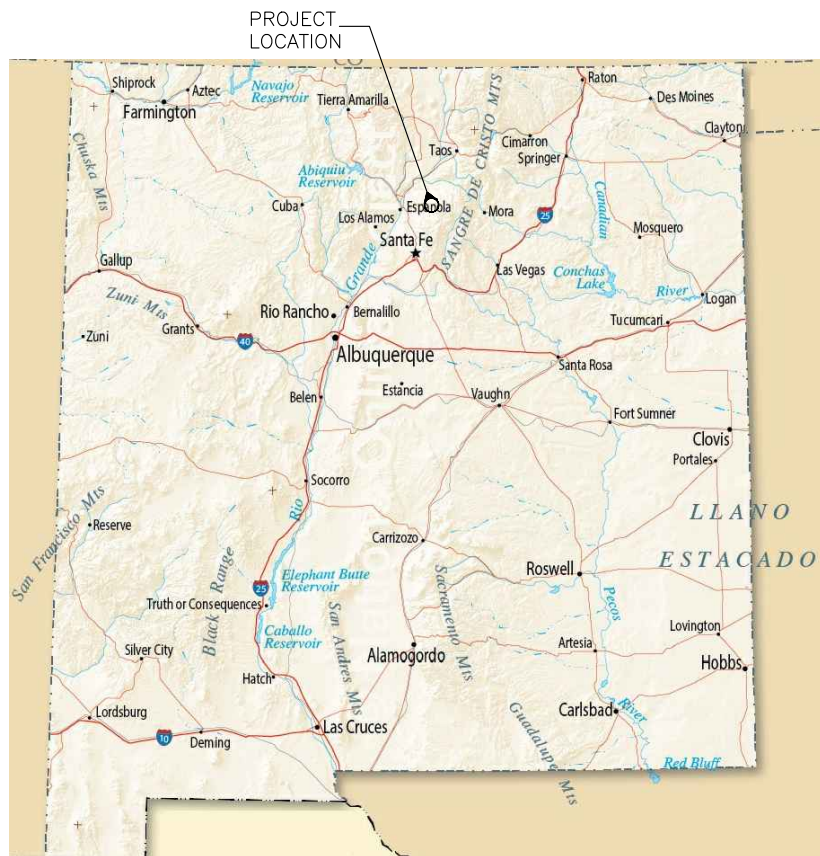 PROJECT
LOCATION
CO
Shiprock
Aztec
Navajo
Reservoir
Farmington
Tierra Amarilla
Raton
Des Moines
Clayton
Chuska Mts
Taos
Cimarron
Springer
SANGRE DE CRISTO MTS
Abiquiu
Reservoir
Cuba
Española
Los Alamos
Mora
25
Canadian
Mosquero
Santa Fe
Gallup
Grande
Las Vegas
Conchas
Lake
River
Logan
Zuni Mts
Rio Rancho
Bernalillo
Tucumcari
Grants
Zuni
40
Albuquerque
Santa Rosa
Estancia
Belen
Vaughn
Fort Sumner
Clovis
Portales
Socorro
San Francisco Mts
Reserve
Rio
LLANO
ESTACADO
Carrizozo
Roswell
Black Range
Elephant Butte
Reservoir
25
Truth or Consequences
Caballo
Reservoir
San Andres Mts
Sacramento Mts
Pecos
Lovington
Artesia
Silver City
Alamogordo
Hobbs
Hatch
Lordsburg
Carlsbad
River
Las Cruces
10
Deming
Guadalupe Mts
Red Bluff